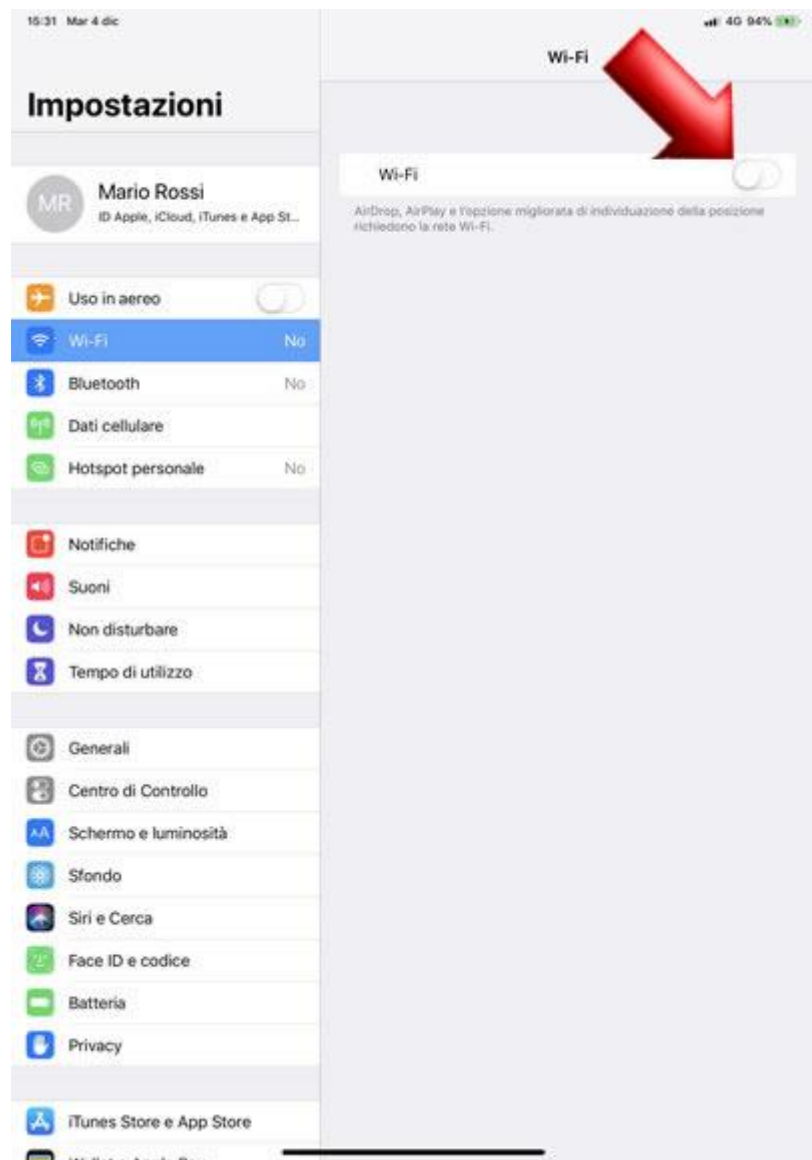 15:31 Mar 4 dic
4G 94%
Wi-Fi
Impostazioni
MR
Mario Rossi
ID Apple, iCloud, iTunes e App St...
Uso in aereo
Wi-Fi No
Bluetooth No
Dati cellulare
Hotspot personale No
Notifiche
Suoni
Non disturbare
Tempo di utilizzo
Generali
Centro di Controllo
AA
Schermo e luminosità
Sfondo
Siri e Cerca
Face ID e codice
Batteria
Privacy
iTunes Store e App Store
Wi-Fi
AirDrop, AirPlay e l'opzione migliorata di individuazione della posizione
richiedono la rete Wi-Fi.